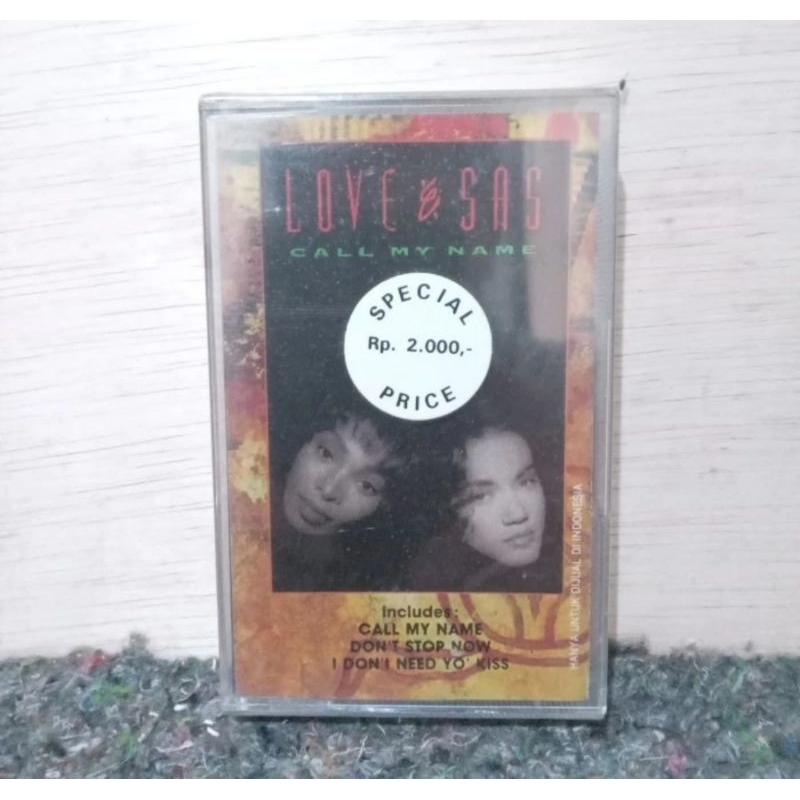 LOVE & SAS
CALL MY NAME
SPECIAL
Rp. 2.000,-
PRICE
Includes:
CALL MY NAME
DON'T STOP NOW
I DON'T NEED YO' KISS
HANYA UNTUK DIJUAL DI INDONESIA